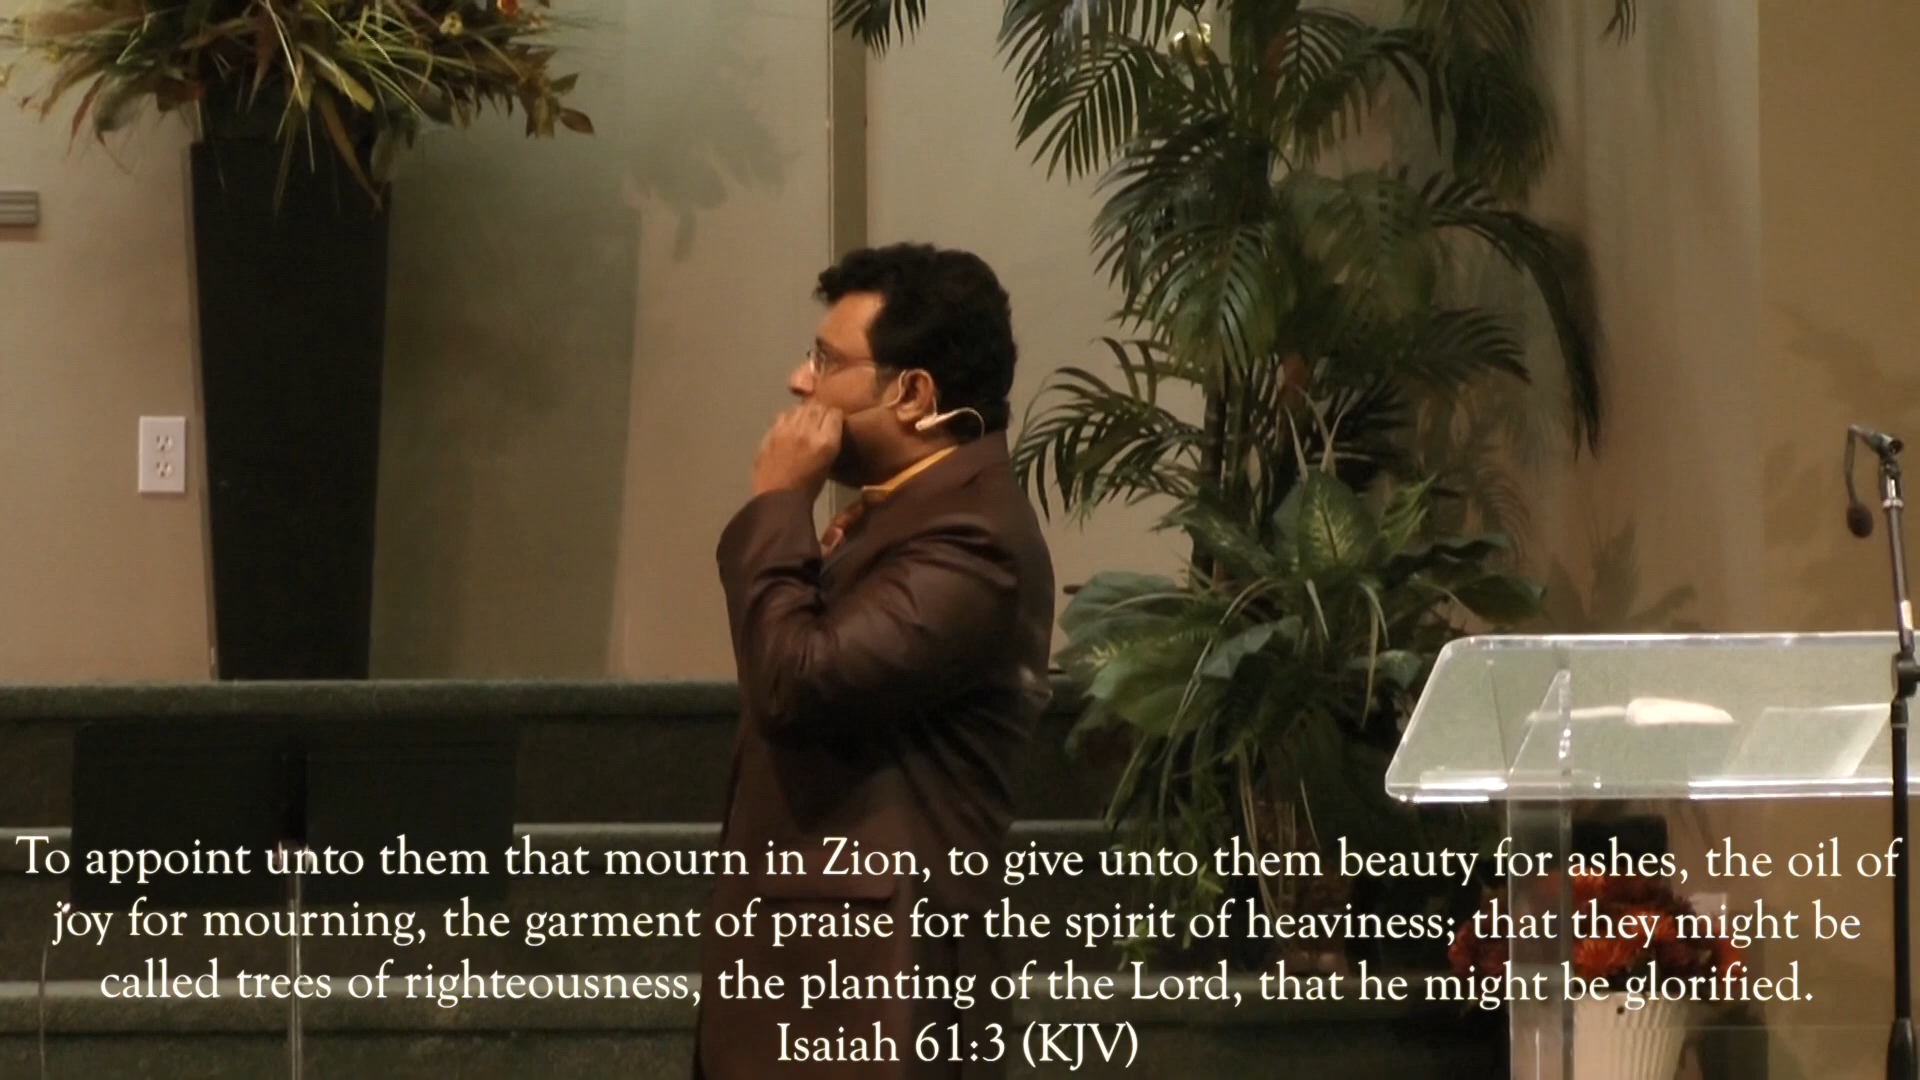 To appoint unto them that mourn in Zion, to give unto them beauty for ashes, the oil of
joy for mourning, the garment of praise for the spirit of heaviness; that they might be
called trees of righteousness, the planting of the Lord, that he might be glorified.
Isaiah 61:3 (KJV)